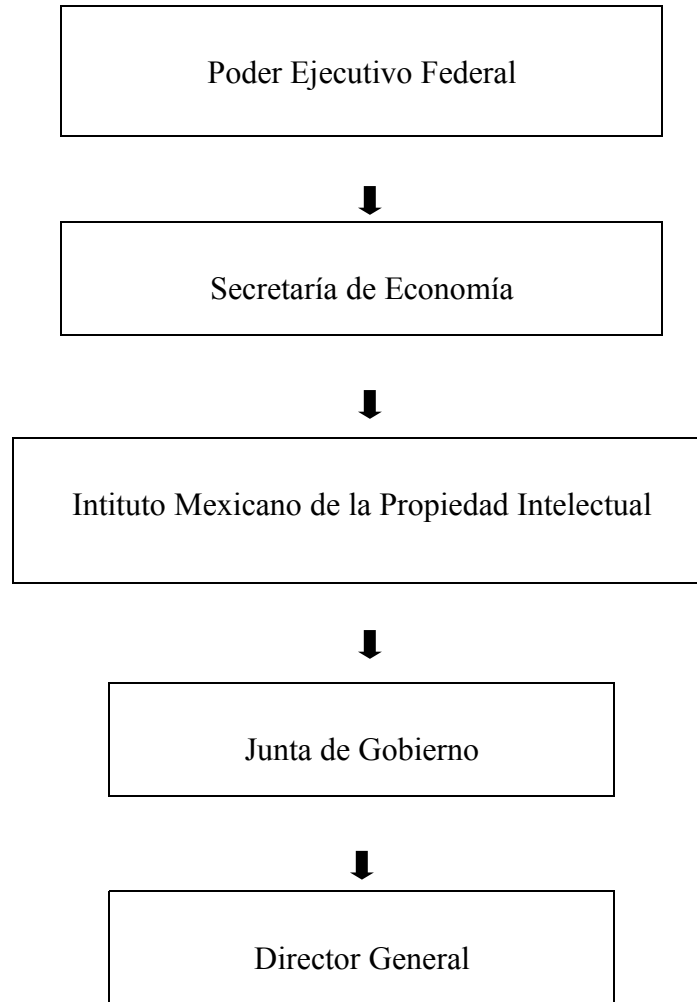 Poder Ejecutivo Federal
Secretaría de Economía
Intituto Mexicano de la Propiedad Intelectual
Junta de Gobierno
Director General